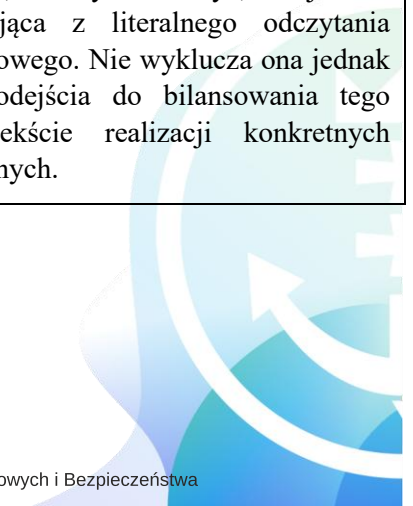 jąca z literalnego odczytania
owego. Nie wyklucza ona jednak
odejścia do bilansowania tego
ekście realizacji konkretnych
nych.
owych i Bezpieczeństwa